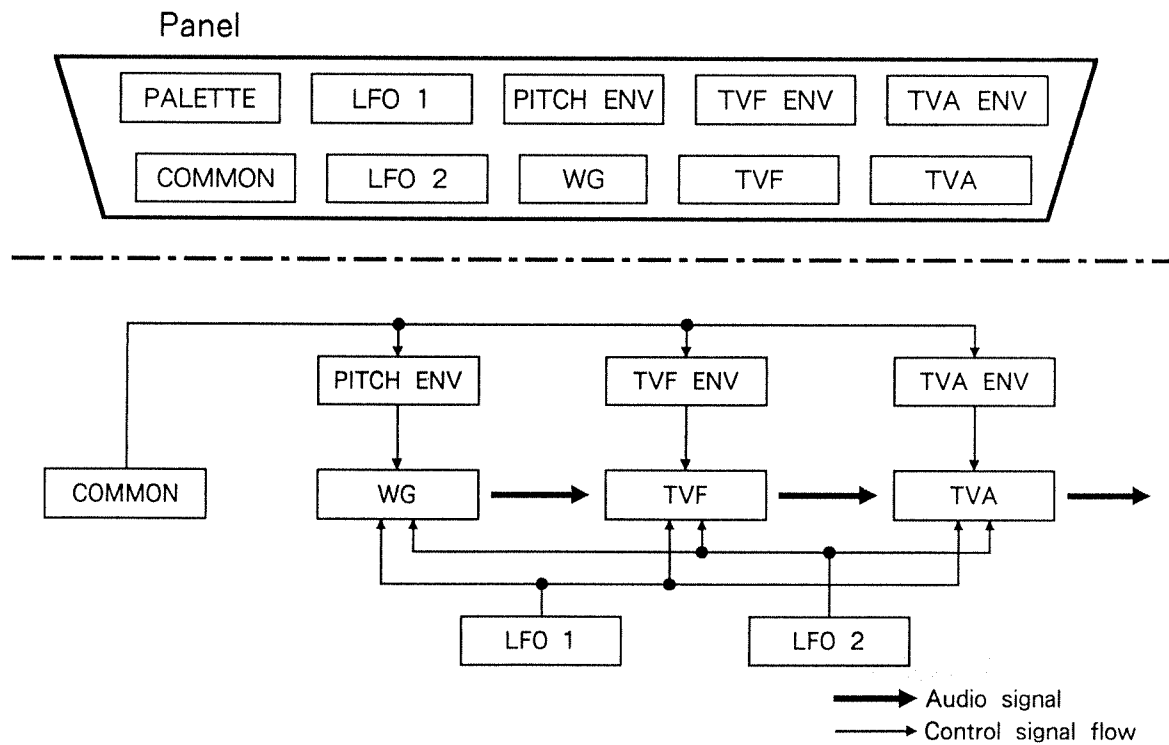 Panel
PALETTE LFO 1 PITCH ENV TVF ENV TVA ENV
COMMON LFO 2 WG TVF TVA
PITCH ENV TVF ENV TVA ENV
COMMON WG TVF TVA
LFO 1 LFO 2
Audio signal
Control signal flow